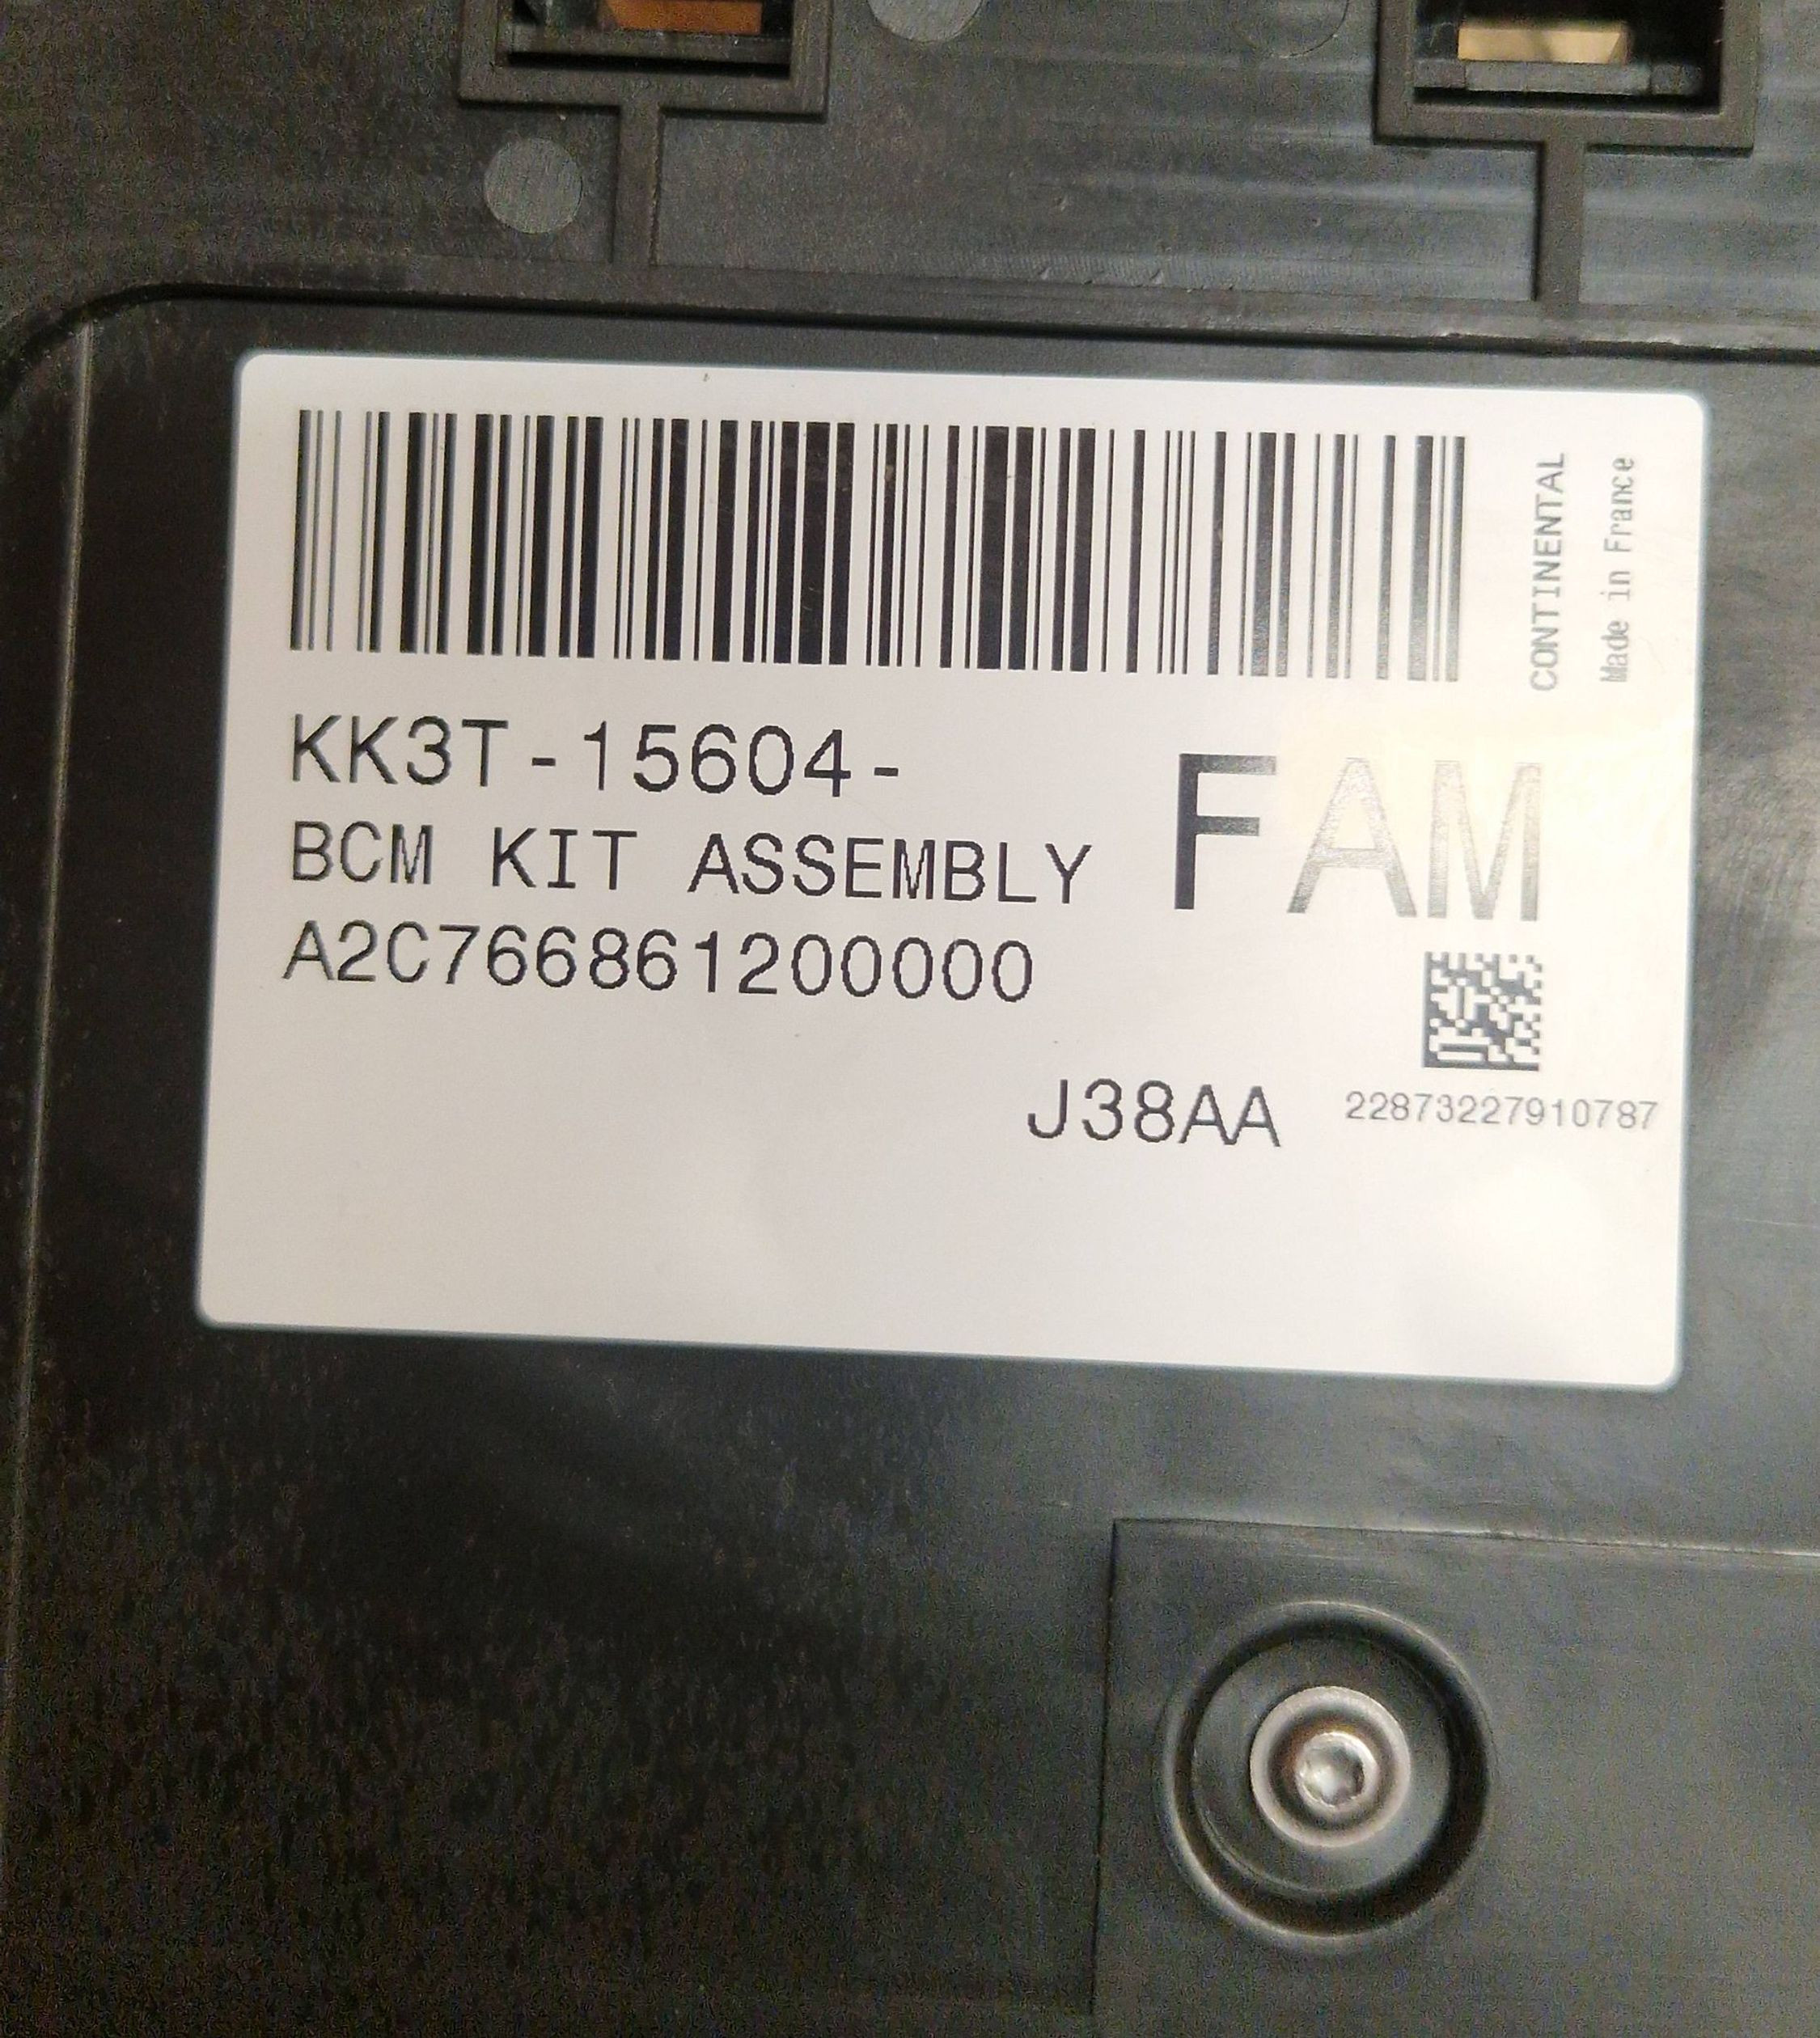 CONTINENTAL
Made in France
KK3T-15604-
FAM
BCM KIT ASSEMBLY
A2C766861200000
J38AA
22873227910787